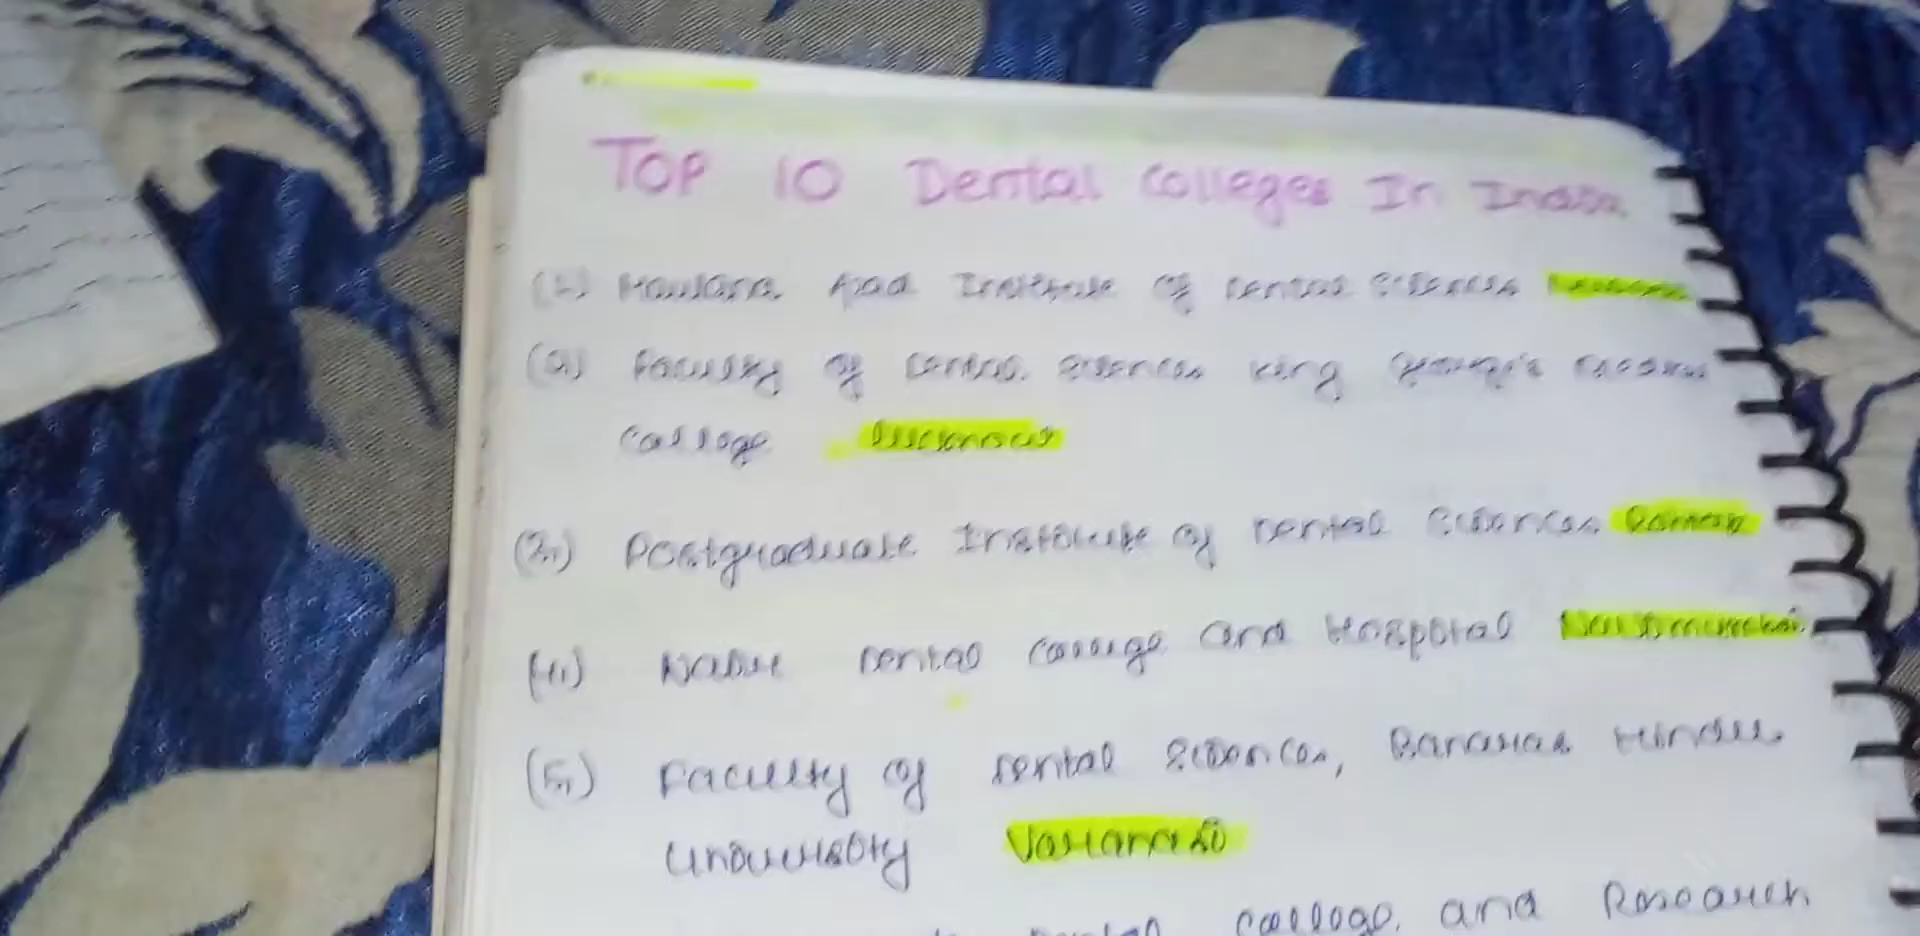 TOP 10 Dental Colleges In India
(1) Maulana Azad Institute of Dental Sciences
(2) Faculty of Dental Sciences King George's
College Lucknow
(3) Postgraduate Institute of Dental Sciences Rohtak
(4) Nair Dental College and Hospital
(5) Faculty of Dental Sciences, Banaras Hindu
University Varanasi
Dental College and Research